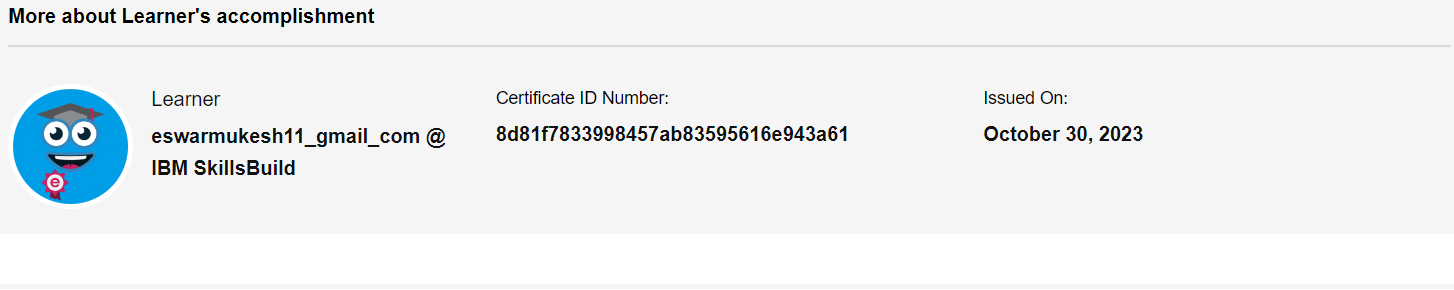 More about Learner's accomplishment
Learner
eswarmukesh11_gmail_com @
IBM SkillsBuild
Certificate ID Number:
8d81f7833998457ab83595616e943a61
Issued On:
October 30, 2023
e